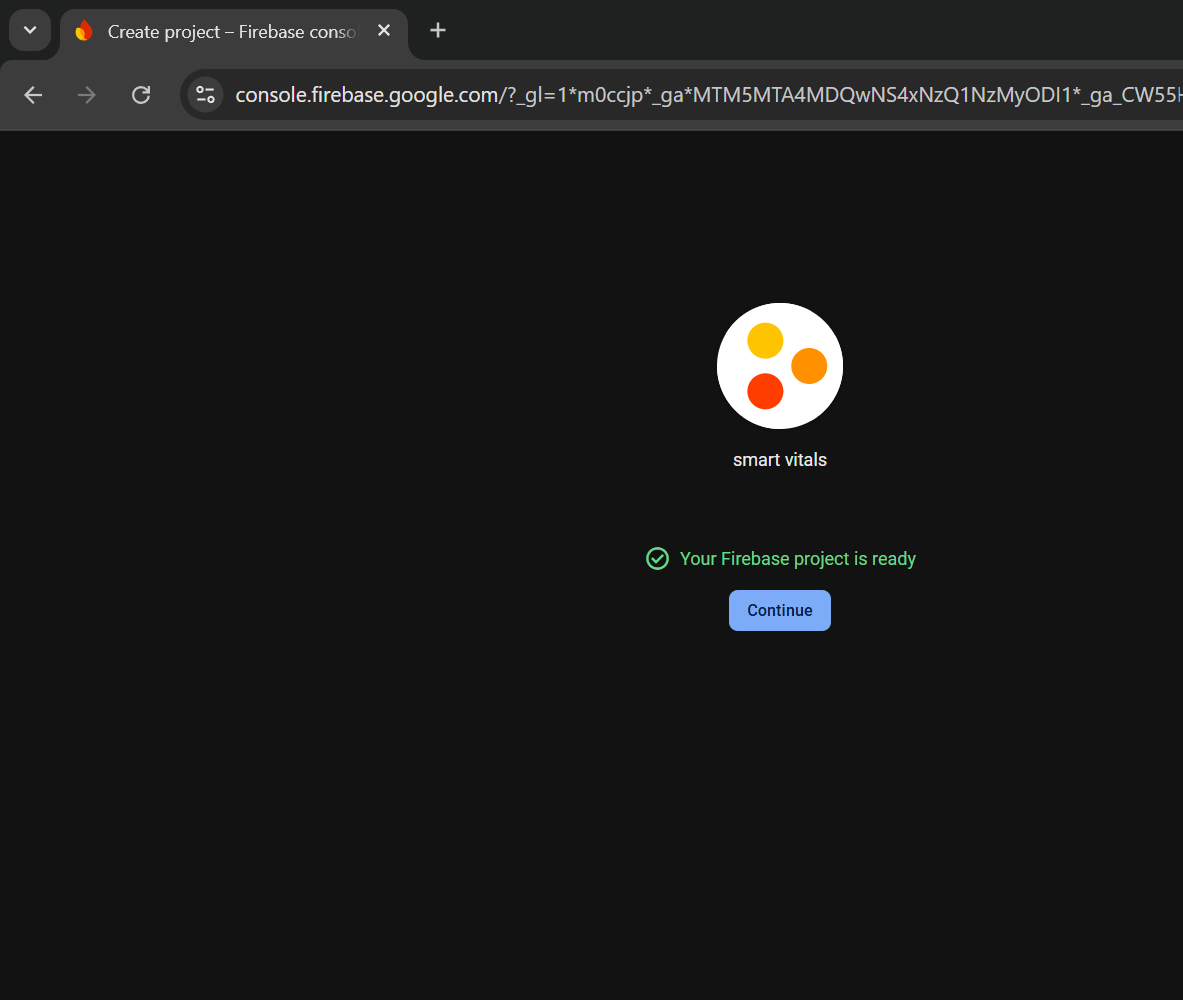 Create project – Firebase conso
console.firebase.google.com/?_gl=1*m0ccjp*_ga*MTM5MTA4MDQwNS4xNzQ1NzMyODI1*_ga_CW55
smart vitals
Your Firebase project is ready
Continue